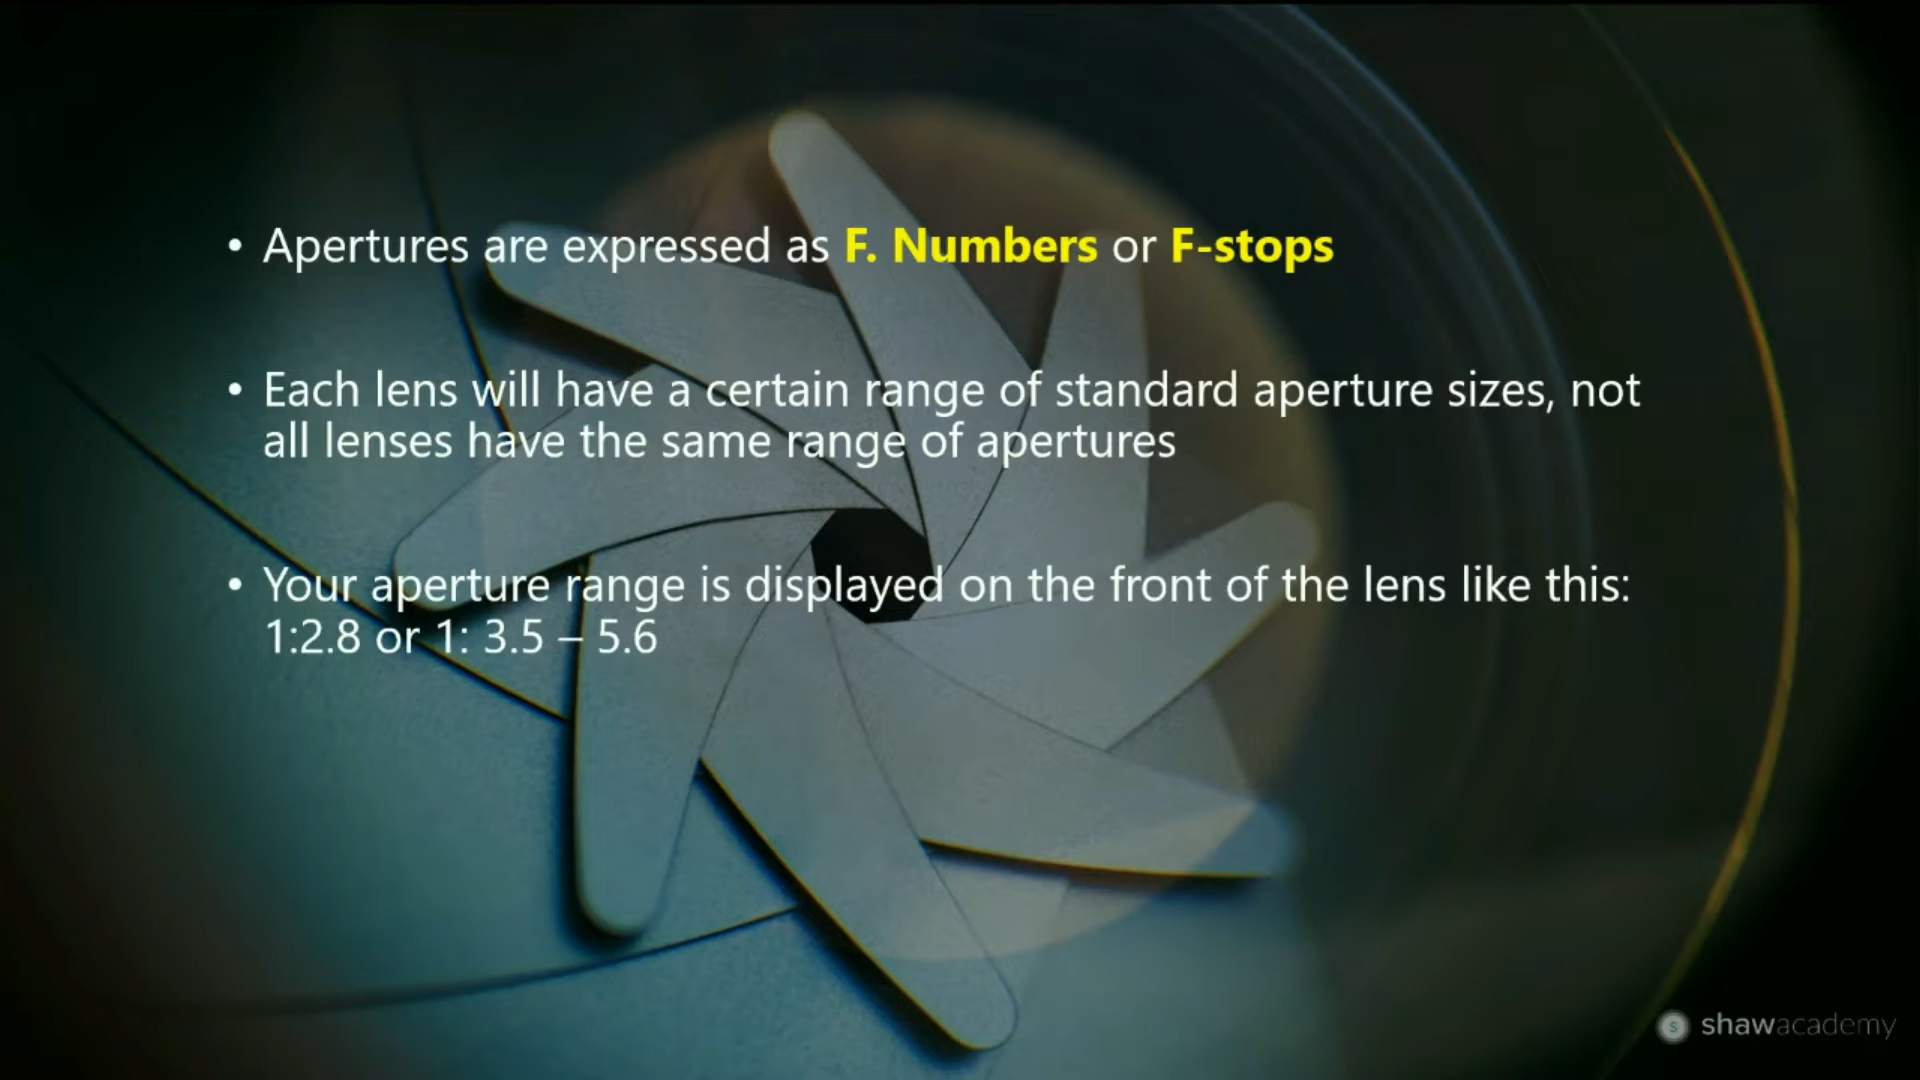 • Apertures are expressed as F. Numbers or F-stops
• Each lens will have a certain range of standard aperture sizes, not
all lenses have the same range of apertures
• Your aperture range is displayed on the front of the lens like this:
1:2.8 or 1: 3.5 – 5.6
s shawacademy